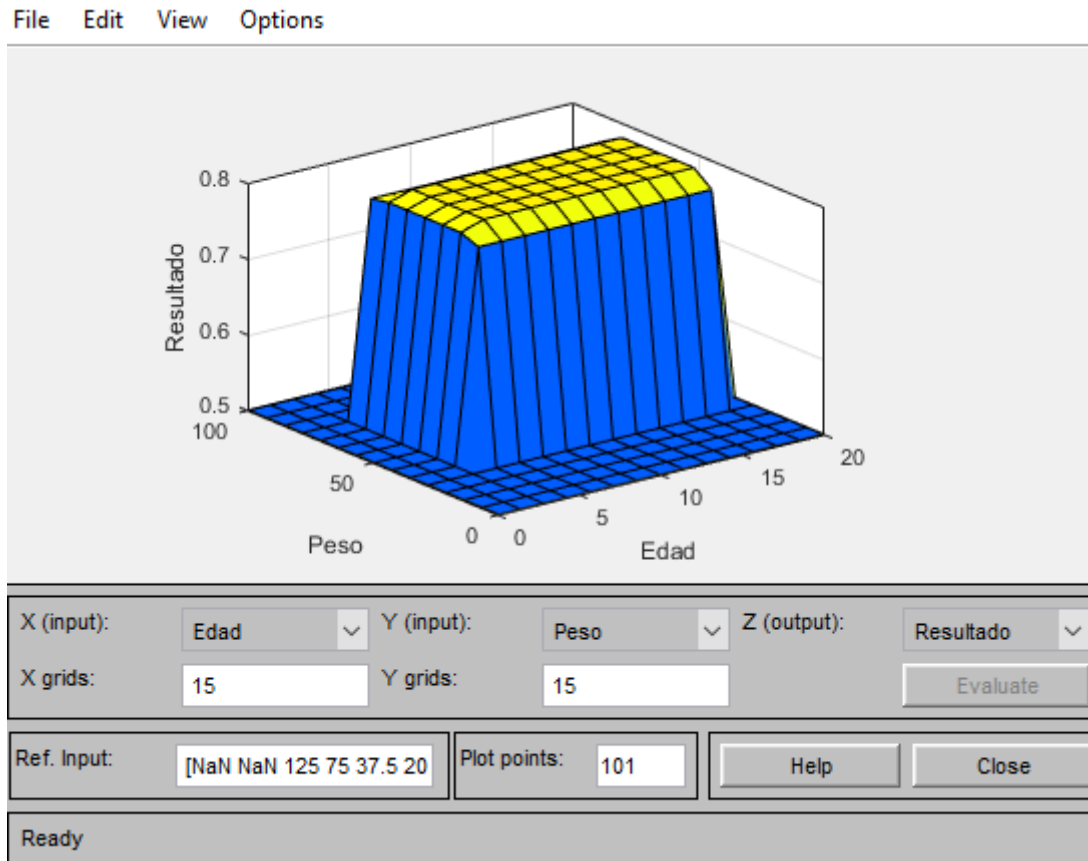 File Edit View Options
0.8
0.7
0.6
0.5
Resultado
100
50
0
Peso
0
5
10
15
20
Edad
X (input): Edad Y (input): Peso Z (output): Resultado
X grids: 15 Y grids: 15 Evaluate
Ref. Input: [NaN NaN 125 75 37.5 20 Plot points: 101 Help Close
Ready